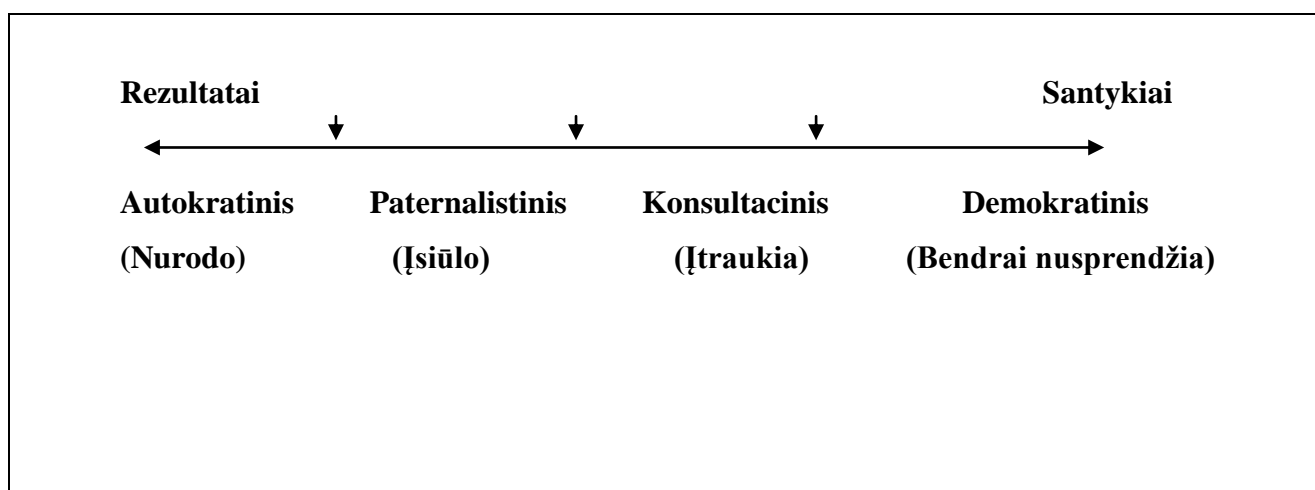 Rezultatai Santykiai
Autokratinis Paternalistinis Konsultacinis Demokratinis
(Nurodo) (Įsiūlo) (Įtraukia) (Bendrai nusprendžia)